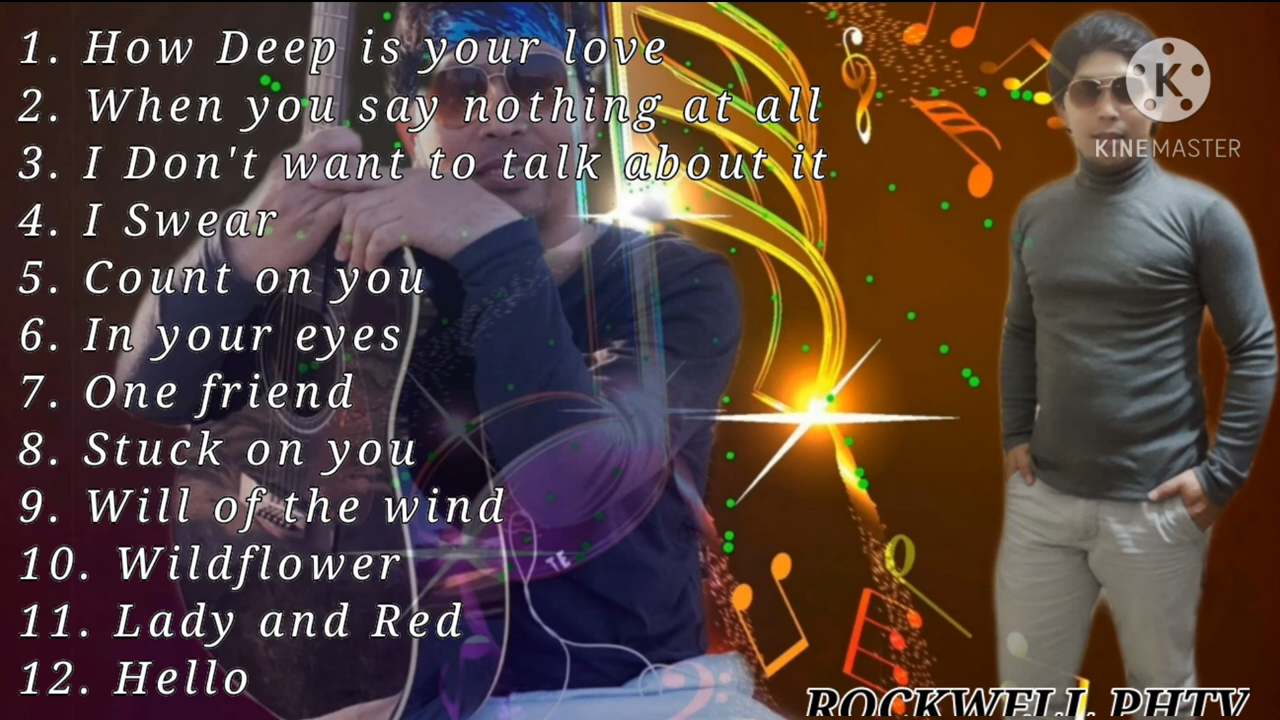 1. How Deep is your love
2. When you say nothing at all
3. I Don't want to talk about it
4. I Swear
5. Count on you
6. In your eyes
7. One friend
8. Stuck on you
9. Will of the wind
10. Wildflower
11. Lady and Red
12. Hello
K
KINEMASTER
TE
ROCKWELL PHTV